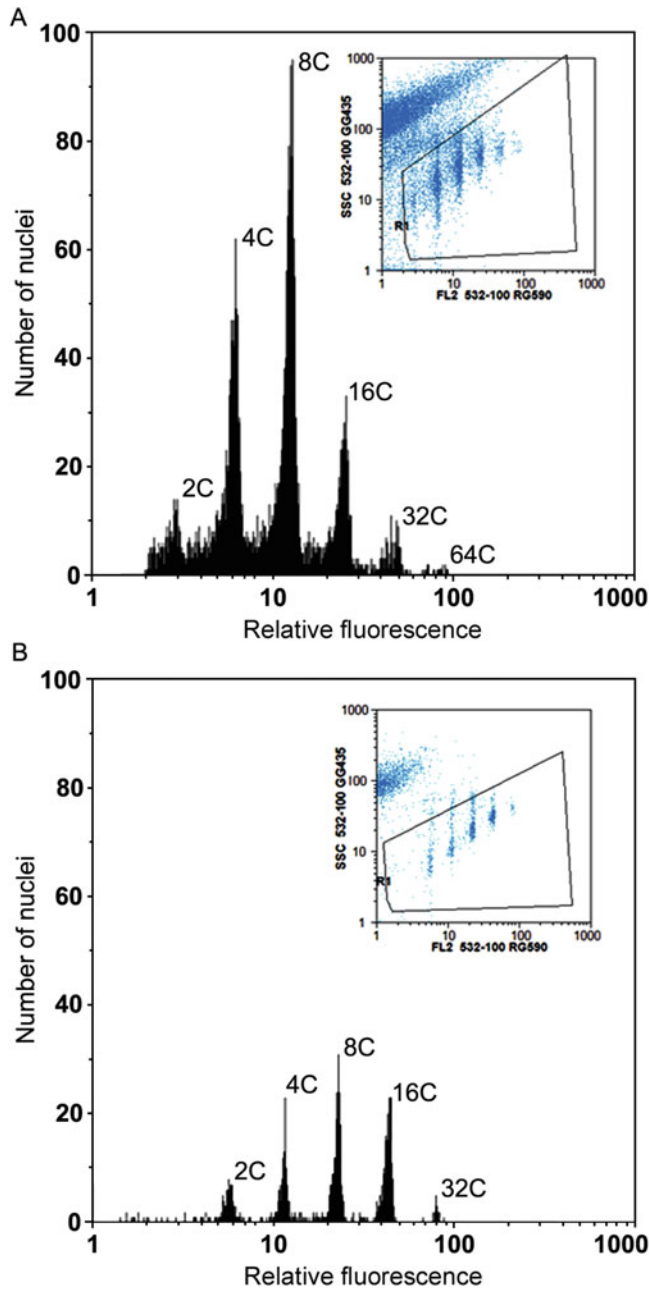 A
100
80
60
40
20
0
Number of nuclei
2C
4C
8C
16C
32C
64C
1
10
100
1000
Relative fluorescence
1000
100
10
1
SSC 532-100 GG435
R1
1
10
100
1000
FL2 532-100 RG590
B
100
80
60
40
20
0
Number of nuclei
2C
4C
8C
16C
32C
1
10
100
1000
Relative fluorescence
1000
100
10
1
SSC 532-100 GG435
R1
1
10
100
1000
FL2 532-100 RG590